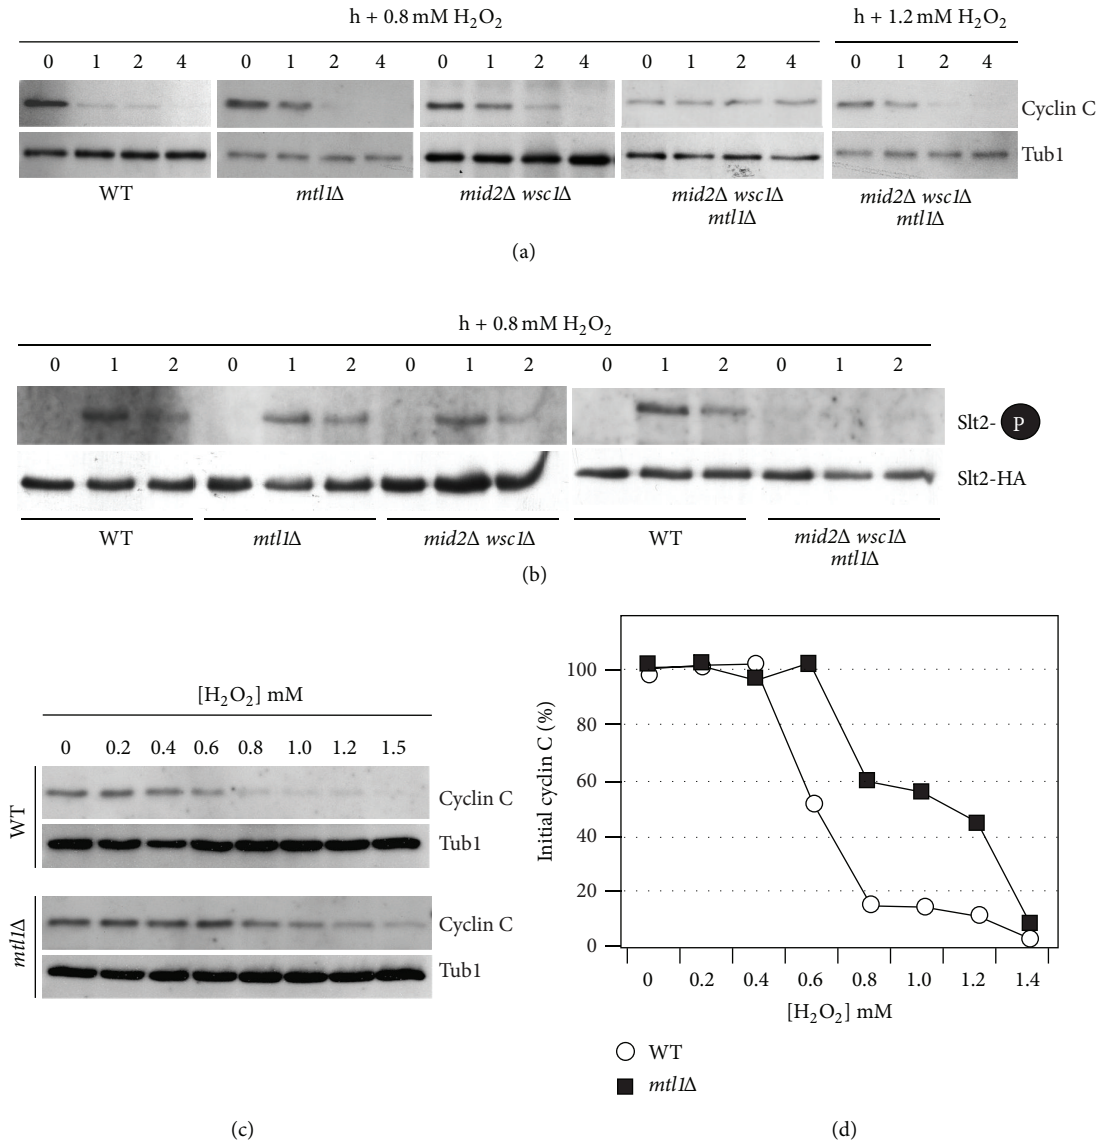 h + 0.8 mM H₂O₂ h + 1.2 mM H₂O₂
0 1 2 4 0 1 2 4 0 1 2 4 0 1 2 4 0 1 2 4
Cyclin C
Tub1
WT mtl1Δ mid2Δ wsc1Δ mid2Δ wsc1Δ mid2Δ wsc1Δ
mtl1Δ mtl1Δ
(a)
h + 0.8 mM H₂O₂
0 1 2 0 1 2 0 1 2 0 1 2 0 1 2
Slt2- P
Slt2-HA
WT mtl1Δ mid2Δ wsc1Δ WT mid2Δ wsc1Δ
mtl1Δ
(b)
[H₂O₂] mM
0 0.2 0.4 0.6 0.8 1.0 1.2 1.5
WT
Cyclin C
Tub1
mtl1Δ
Cyclin C
Tub1
(c)
Initial cyclin C (%)
100
80
60
40
20
0
0 0.2 0.4 0.6 0.8 1.0 1.2 1.4
[H₂O₂] mM
WT
mtl1Δ
(d)